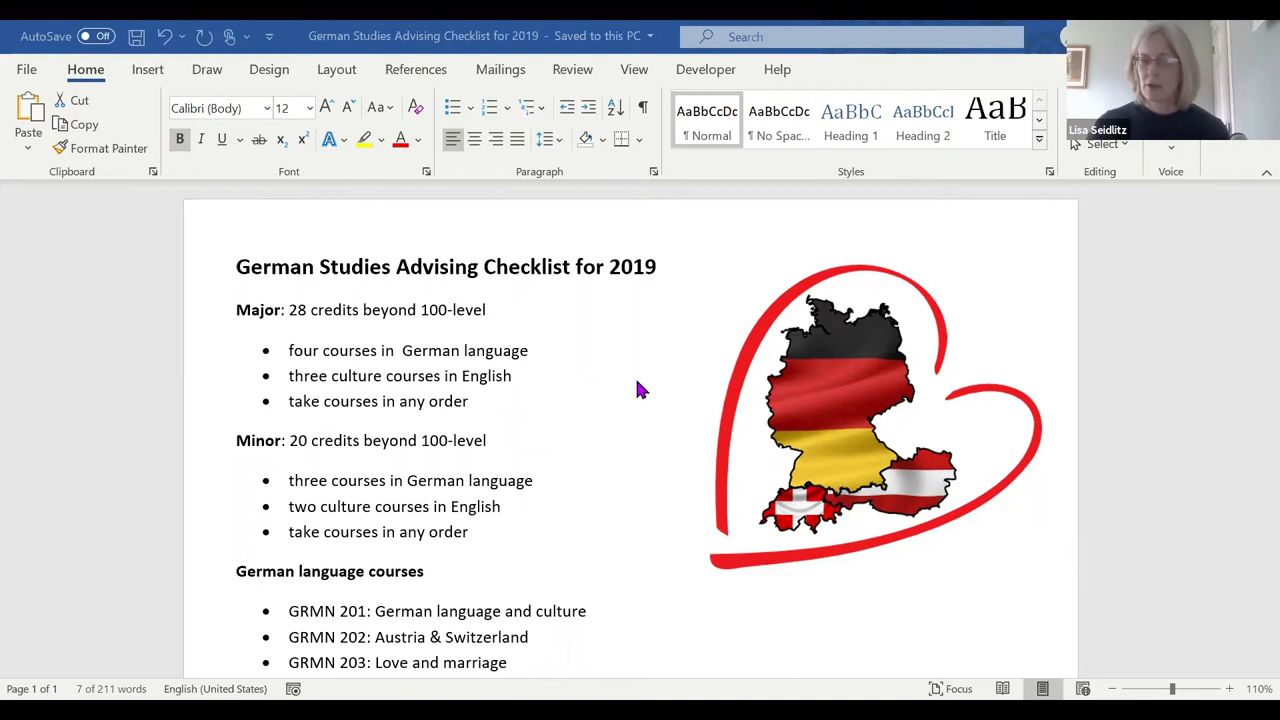 AutoSave Off
German Studies Advising Checklist for 2019 - Saved to this PC
Search
File Home Insert Draw Design Layout References Mailings Review View Developer Help
Paste
Cut
Copy
Format Painter
Clipboard
Calibri (Body) 12
Font
Paragraph
AaBbCcDc
¶ Normal
AaBbCcDc
¶ No Spac...
AaBbC
Heading 1
AaBbCcI
Heading 2
AaB
Title
Styles
Lisa Seidlitz
Select
Editing
Voice
German Studies Advising Checklist for 2019
Major: 28 credits beyond 100-level
• four courses in  German language
• three culture courses in English
• take courses in any order
Minor: 20 credits beyond 100-level
• three courses in German language
• two culture courses in English
• take courses in any order
German language courses
• GRMN 201: German language and culture
• GRMN 202: Austria & Switzerland
• GRMN 203: Love and marriage
Page 1 of 1 7 of 211 words English (United States) Focus 110%